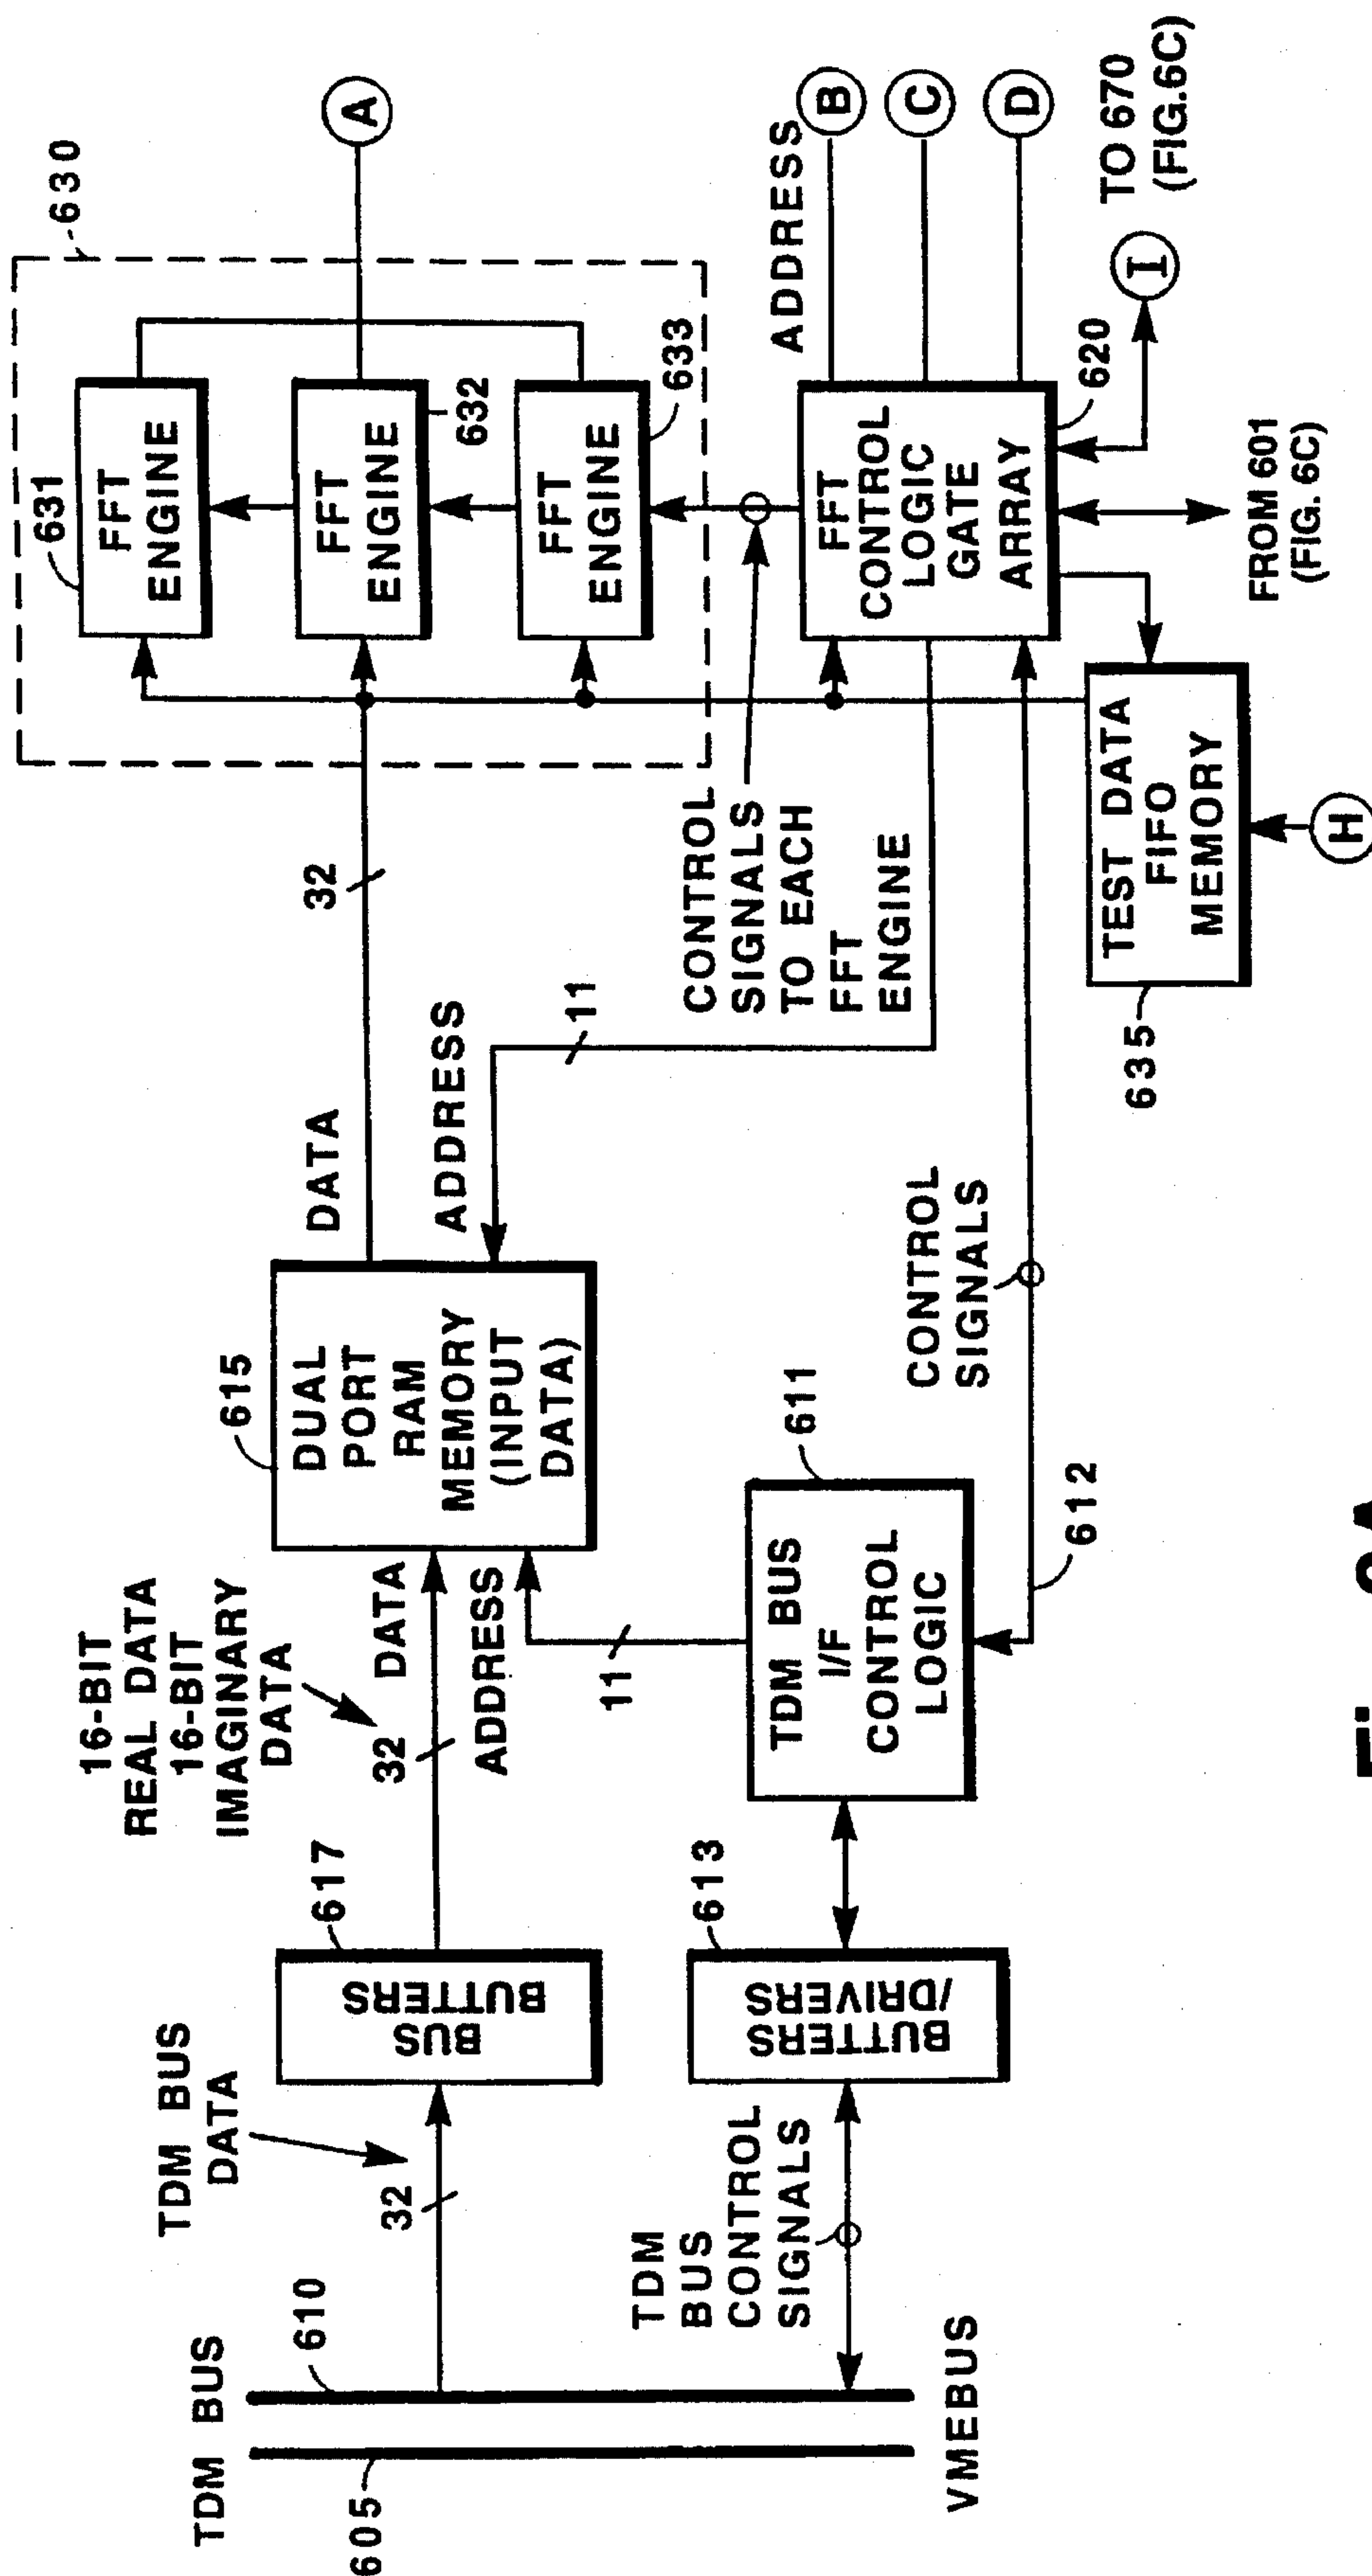 TDM BUS
605
610
VMEBUS
TDM BUS
DATA
32
TDM
BUS
CONTROL
SIGNALS
BUS
BUTTERS
617
BUTTERS
/DRIVERS
613
16-BIT
REAL DATA
16-BIT
IMAGINARY
DATA
32
DATA
ADDRESS
11
TDM BUS
I/F
CONTROL
LOGIC
611
612
DUAL
PORT
RAM
MEMORY
(INPUT
DATA)
615
DATA
32
ADDRESS
11
CONTROL
SIGNALS
CONTROL
SIGNALS
TO EACH
FFT
ENGINE
630
631
FFT
ENGINE
FFT
ENGINE
632
FFT
ENGINE
633
A
FFT
CONTROL
LOGIC
GATE
ARRAY
620
ADDRESS
B
C
D
I
TO 670
(FIG.6C)
FROM 601
(FIG. 6C)
TEST DATA
FIFO
MEMORY
635
H